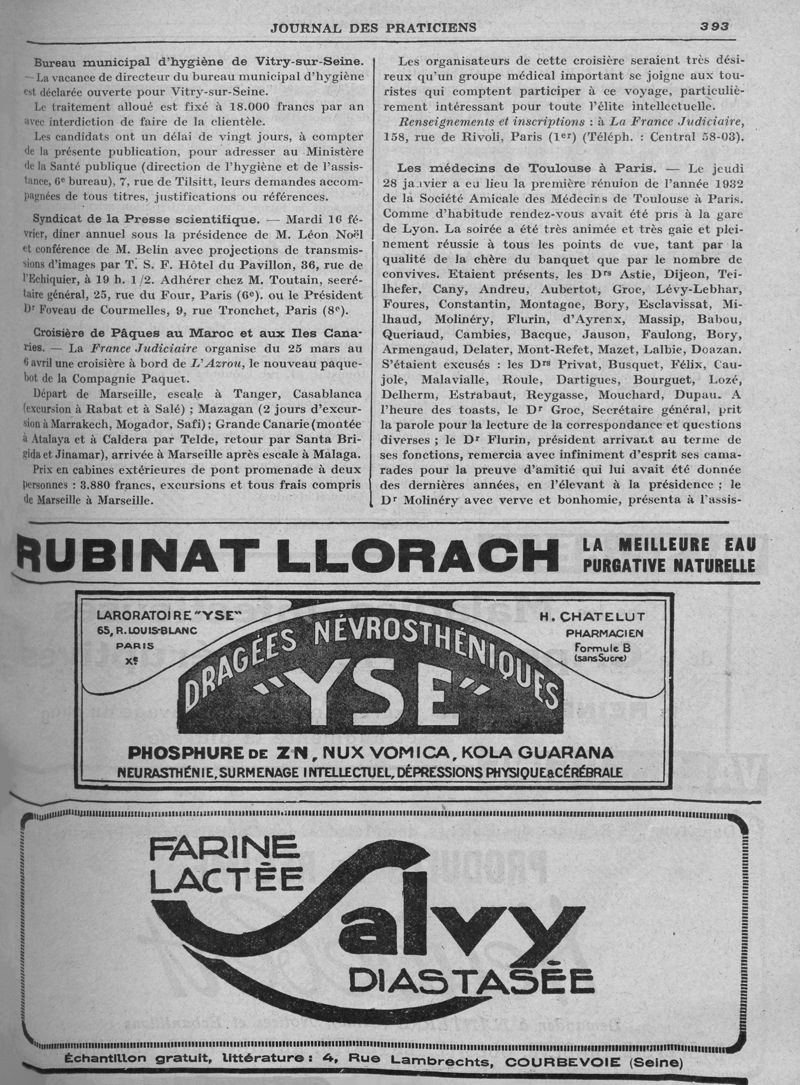 JOURNAL DES PRATICIENS
393
Bureau municipal d'hygiène de Vitry-sur-Seine.
— La vacance de directeur du bureau municipal d'hygiène
est déclarée ouverte pour Vitry-sur-Seine.
Le traitement alloué est fixé à 18.000 francs par an
avec interdiction de faire de la clientèle.
Les candidats ont un délai de vingt jours, à compter
de la présente publication, pour adresser au Ministère
de la Santé publique (direction de l'hygiène et de l'assis-
tance, 6e bureau), 7, rue de Tilsitt, leurs demandes accom-
pagnées de tous titres, justifications ou références.
Syndicat de la Presse scientifique. — Mardi 16 fé-
vrier, dîner annuel sous la présidence de M. Léon Noël
et conférence de M. Belin avec projections de transmis-
sions d'images par T. S. F. Hôtel du Pavillon, 36, rue de
l'Echiquier, à 19 h. 1/2. Adhérer chez M. Toutain, secré-
taire général, 25, rue du Four, Paris (6e). ou le Président
Dr Foveau de Courmelles, 9, rue Tronchet, Paris (8e).
Croisière de Pâques au Maroc et aux Iles Cana-
ries. — La France Judiciaire organise du 25 mars au
6 avril une croisière à bord de L'Azrou, le nouveau paque-
bot de la Compagnie Paquet.
Départ de Marseille, escale à Tanger, Casablanca
(excursion à Rabat et à Salé) ; Mazagan (2 jours d'excur-
sion à Marrakech, Mogador, Safi) ; Grande Canarie (montée
à Atalaya et à Caldera par Telde, retour par Santa Bri-
gida et Jinamar), arrivée à Marseille après escale à Malaga.
Prix en cabines extérieures de pont promenade à deux
personnes : 3.880 francs, excursions et tous frais compris
de Marseille à Marseille.
Les organisateurs de cette croisière seraient très dési-
reux qu'un groupe médical important se joigne aux tou-
ristes qui comptent participer à ce voyage, particuliè-
rement intéressant pour toute l'élite intellectuelle.
Renseignements et inscriptions : à La France Judiciaire,
158, rue de Rivoli, Paris (1er) (Téléph. : Central 58-03).
Les médecins de Toulouse à Paris. — Le jeudi
28 janvier a eu lieu la première rénuion de l'année 1932
de la Société Amicale des Médecins de Toulouse à Paris.
Comme d'habitude rendez-vous avait été pris à la gare
de Lyon. La soirée a été très animée et très gaie et plei-
nement réussie à tous les points de vue, tant par la
qualité de la chère du banquet que par le nombre de
convives. Etaient présents, les Drs Astie, Dijeon, Tei-
lhefer, Cany, Andreu, Aubertot, Groc, Lévy-Lebhar,
Foures, Constantin, Montagne, Bory, Esclavissat, Mi-
lhaud, Molinéry, Flurin, d'Ayrenx, Massip, Babou,
Queriaud, Cambies, Bacque, Jauson, Faulong, Bory,
Armengaud, Delater, Mont-Refet, Mazet, Lalbie, Doazan.
S'étaient excusés : les Drs Privat, Busquet, Félix, Cau-
jole, Malavialle, Roule, Dartigues, Bourguet, Lozé,
Delherm, Estrabaut, Reygasse, Mouchard, Dupau. A
l'heure des toasts, le Dr Groc, Secrétaire général, prit
la parole pour la lecture de la correspondance et questions
diverses ; le Dr Flurin, président arrivant au terme de
ses fonctions, remercia avec infiniment d'esprit ses cama-
rades pour la preuve d'amitié qui lui avait été donnée
des dernières années, en l'élevant à la présidence ; le
Dr Molinéry avec verve et bonhomie, présenta à l'assis-
RUBINAT LLORACH
LA MEILLEURE EAU
PURGATIVE NATURELLE
LARORATOIRE "YSE"
65, R. LOUIS-BLANC
PARIS
Xe
H. CHATELUT
PHARMACIEN
Formule B
(sans Sucre)
DRAGÉES NÉVROSTHÉNIQUES
"YSE"
PHOSPHURE DE ZN, NUX VOMICA, KOLA GUARANA
NEURASTHÉNIE, SURMENAGE INTELLECTUEL, DÉPRESSIONS PHYSIQUE & CÉRÉBRALE
FARINE
LACTÉE
Salvy
DIASTASÉE
Échantillon gratuit, littérature : 4, Rue Lambrechts, COURBEVOIE (Seine)